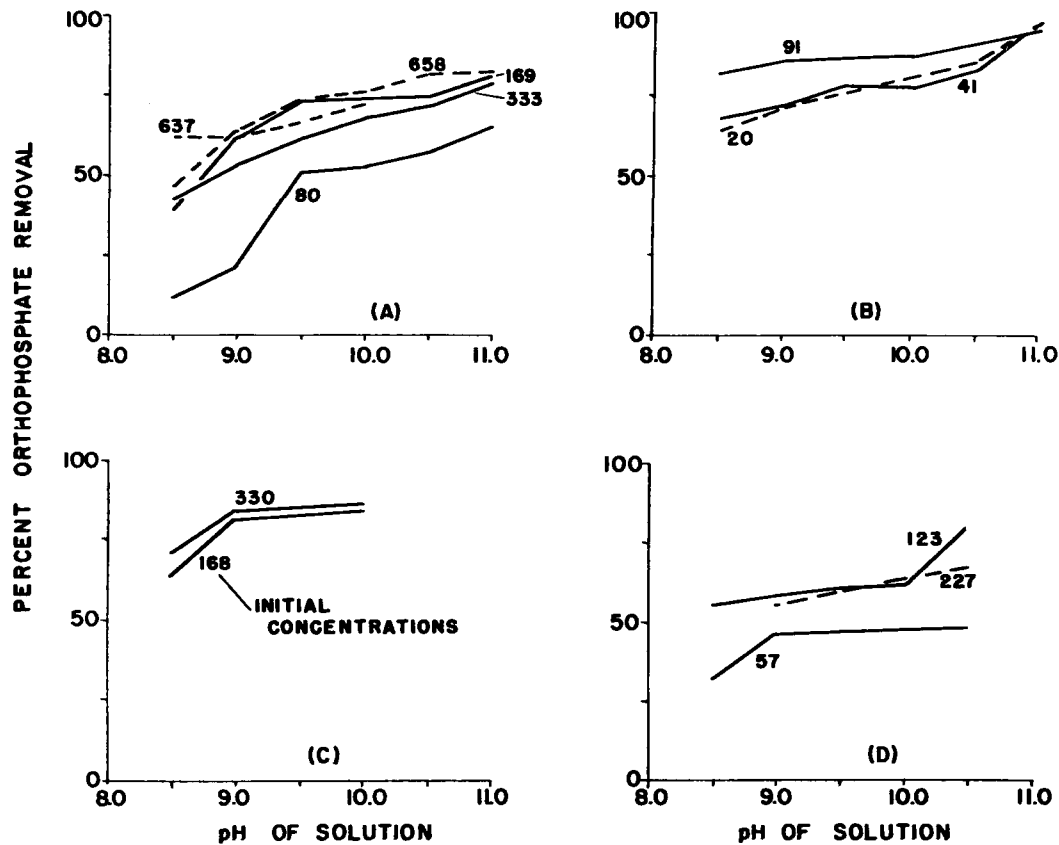 PERCENT ORTHOPHOSPHATE REMOVAL
100
50
0
8.0 9.0 10.0 11.0
637
658
169
333
80
(A)
100
50
0
8.0 9.0 10.0 11.0
91
41
20
(B)
100
50
0
8.0 9.0 10.0 11.0
330
168
INITIAL
CONCENTRATIONS
(C)
pH OF SOLUTION
100
50
0
8.0 9.0 10.0 11.0
123
227
57
(D)
pH OF SOLUTION